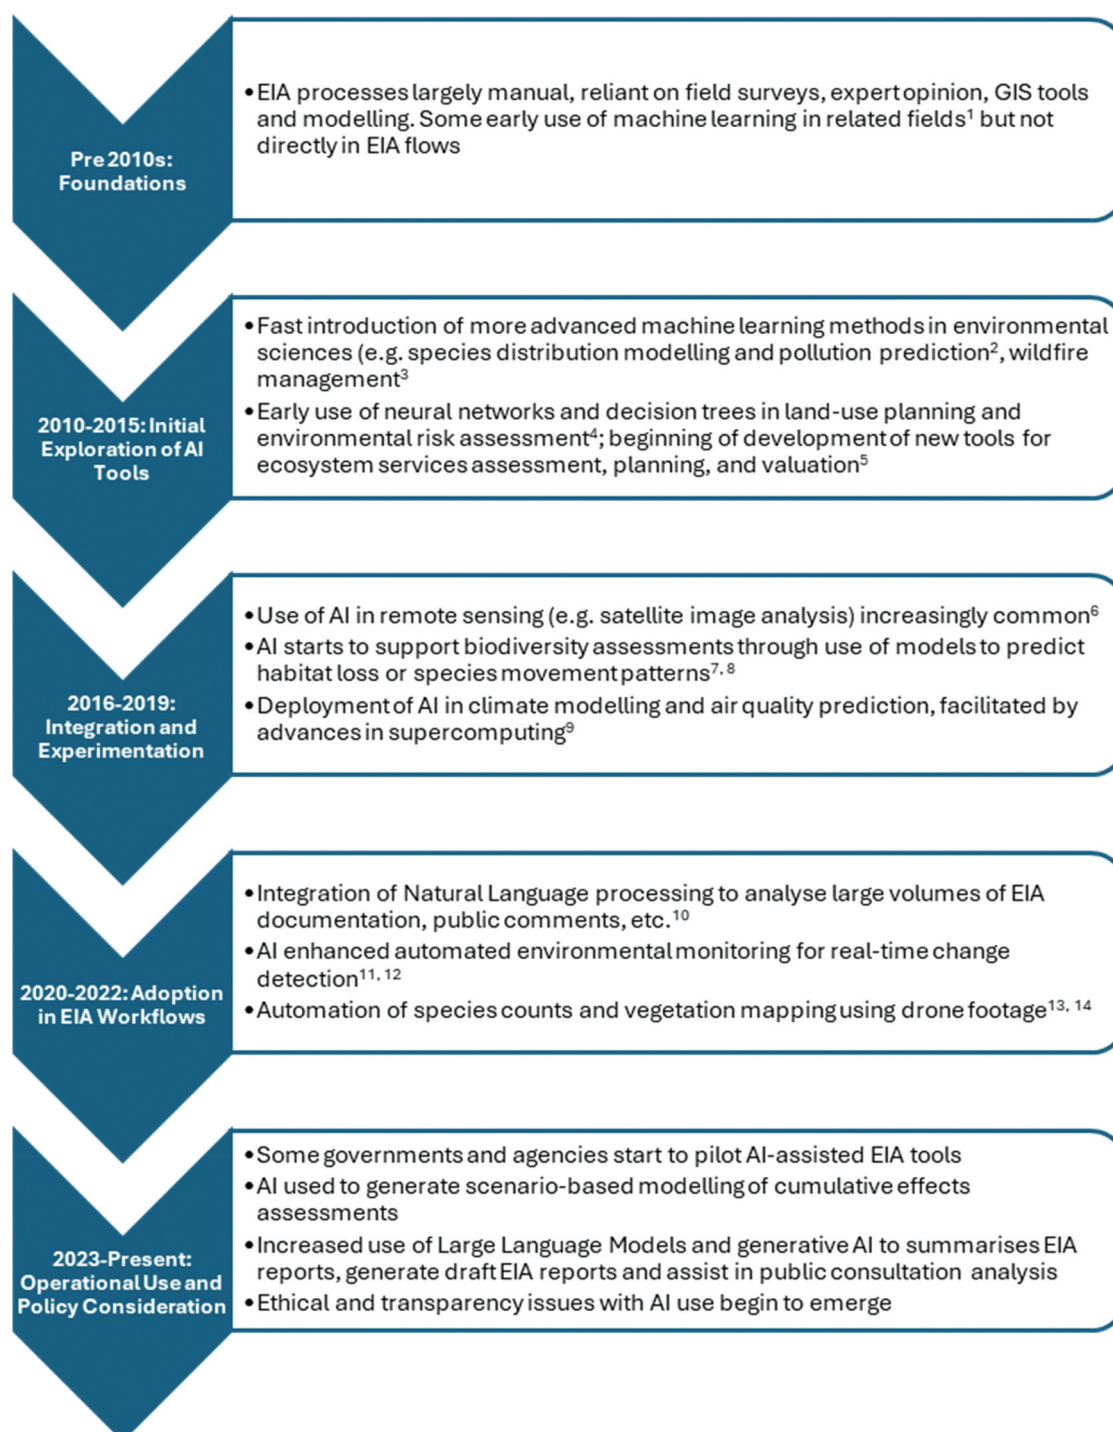 Pre 2010s:
Foundations
•EIA processes largely manual, reliant on field surveys, expert opinion, GIS tools
and modelling. Some early use of machine learning in related fields¹ but not
directly in EIA flows
2010-2015: Initial
Exploration of AI
Tools
•Fast introduction of more advanced machine learning methods in environmental
sciences (e.g. species distribution modelling and pollution prediction², wildfire
management³
•Early use of neural networks and decision trees in land-use planning and
environmental risk assessment⁴; beginning of development of new tools for
ecosystem services assessment, planning, and valuation⁵
2016-2019:
Integration and
Experimentation
•Use of AI in remote sensing (e.g. satellite image analysis) increasingly common⁶
•AI starts to support biodiversity assessments through use of models to predict
habitat loss or species movement patterns⁷,⁸
•Deployment of AI in climate modelling and air quality prediction, facilitated by
advances in supercomputing⁹
2020-2022: Adoption
in EIA Workflows
•Integration of Natural Language processing to analyse large volumes of EIA
documentation, public comments, etc.¹⁰
•AI enhanced automated environmental monitoring for real-time change
detection¹¹,¹²
•Automation of species counts and vegetation mapping using drone footage¹³,¹⁴
2023-Present:
Operational Use and
Policy Consideration
•Some governments and agencies start to pilot AI-assisted EIA tools
•AI used to generate scenario-based modelling of cumulative effects
assessments
•Increased use of Large Language Models and generative AI to summarises EIA
reports, generate draft EIA reports and assist in public consultation analysis
•Ethical and transparency issues with AI use begin to emerge